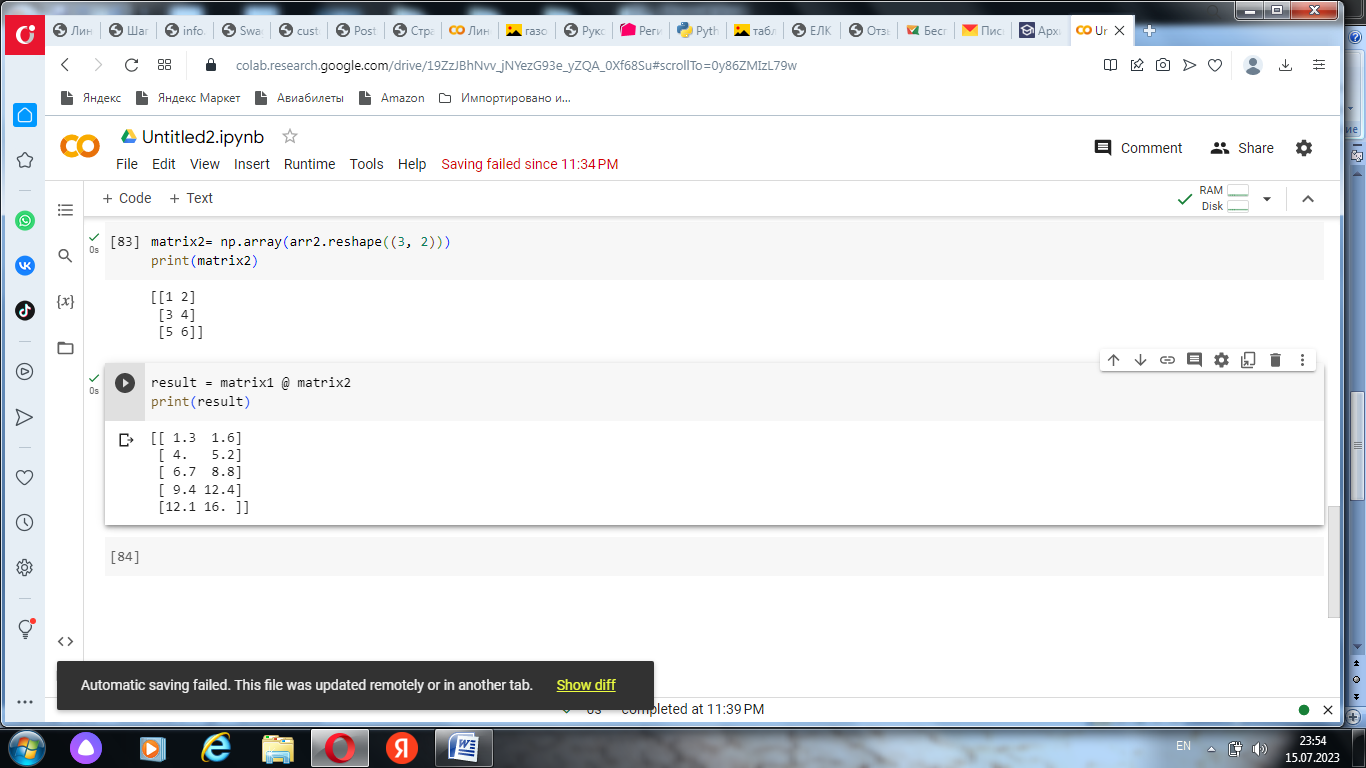 Лин
Шаг
info.
Swa
cust
Post
Стра
Лин
газо
Рук
Реги
Pyth
табл
ЕЛК
Отз
Бесг
Пис
Арх
Ur
colab.research.google.com/drive/19ZzJBhNvv_jNYezG93e_yZQA_0Xf68Su#scrollTo=0y86ZMIzL79w
Яндекс
Яндекс Маркет
Авиабилеты
Amazon
Импортировано и...
Untitled2.ipynb
File Edit View Insert Runtime Tools Help Saving failed since 11:34 PM
Comment
Share
+ Code + Text
RAM
Disk
0s
[83] matrix2= np.array(arr2.reshape((3, 2)))
print(matrix2)
[[1 2]
[3 4]
[5 6]]
0s
result = matrix1 @ matrix2
print(result)
[[ 1.3 1.6]
[ 4. 5.2]
[ 6.7 8.8]
[ 9.4 12.4]
[12.1 16. ]]
[84]
Automatic saving failed. This file was updated remotely or in another tab. Show diff
completed at 11:39 PM
EN
23:54
15.07.2023